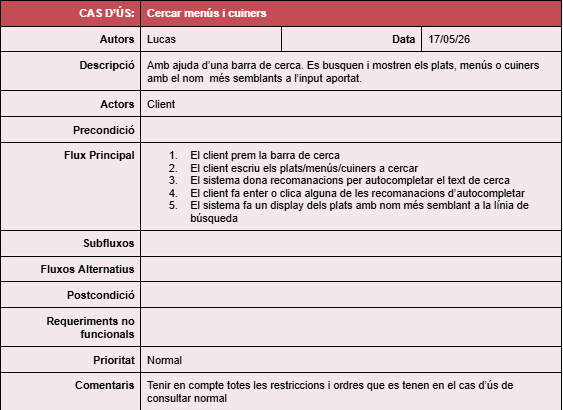 CAS D'ÚS: Cercar menús i cuiners
Autors Lucas Data 17/05/26
Descripció Amb ajuda d'una barra de cerca. Es busquen i mostren els plats, menús o cuiners
amb el nom més semblants a l'input aportat.
Actors Client
Precondició
Flux Principal 1. El client prem la barra de cerca
2. El client escriu els plats/menús/cuiners a cercar
3. El sistema dona recomanacions per autocompletar el text de cerca
4. El client fa enter o clica alguna de les recomanacions d'autocompletar
5. El sistema fa un display dels plats amb nom més semblant a la línia de
búsqueda
Subfluxos
Fluxos Alternatius
Postcondició
Requeriments no
funcionals
Prioritat Normal
Comentaris Tenir en compte totes les restriccions i ordres que es tenen en el cas d'ús de
consultar normal